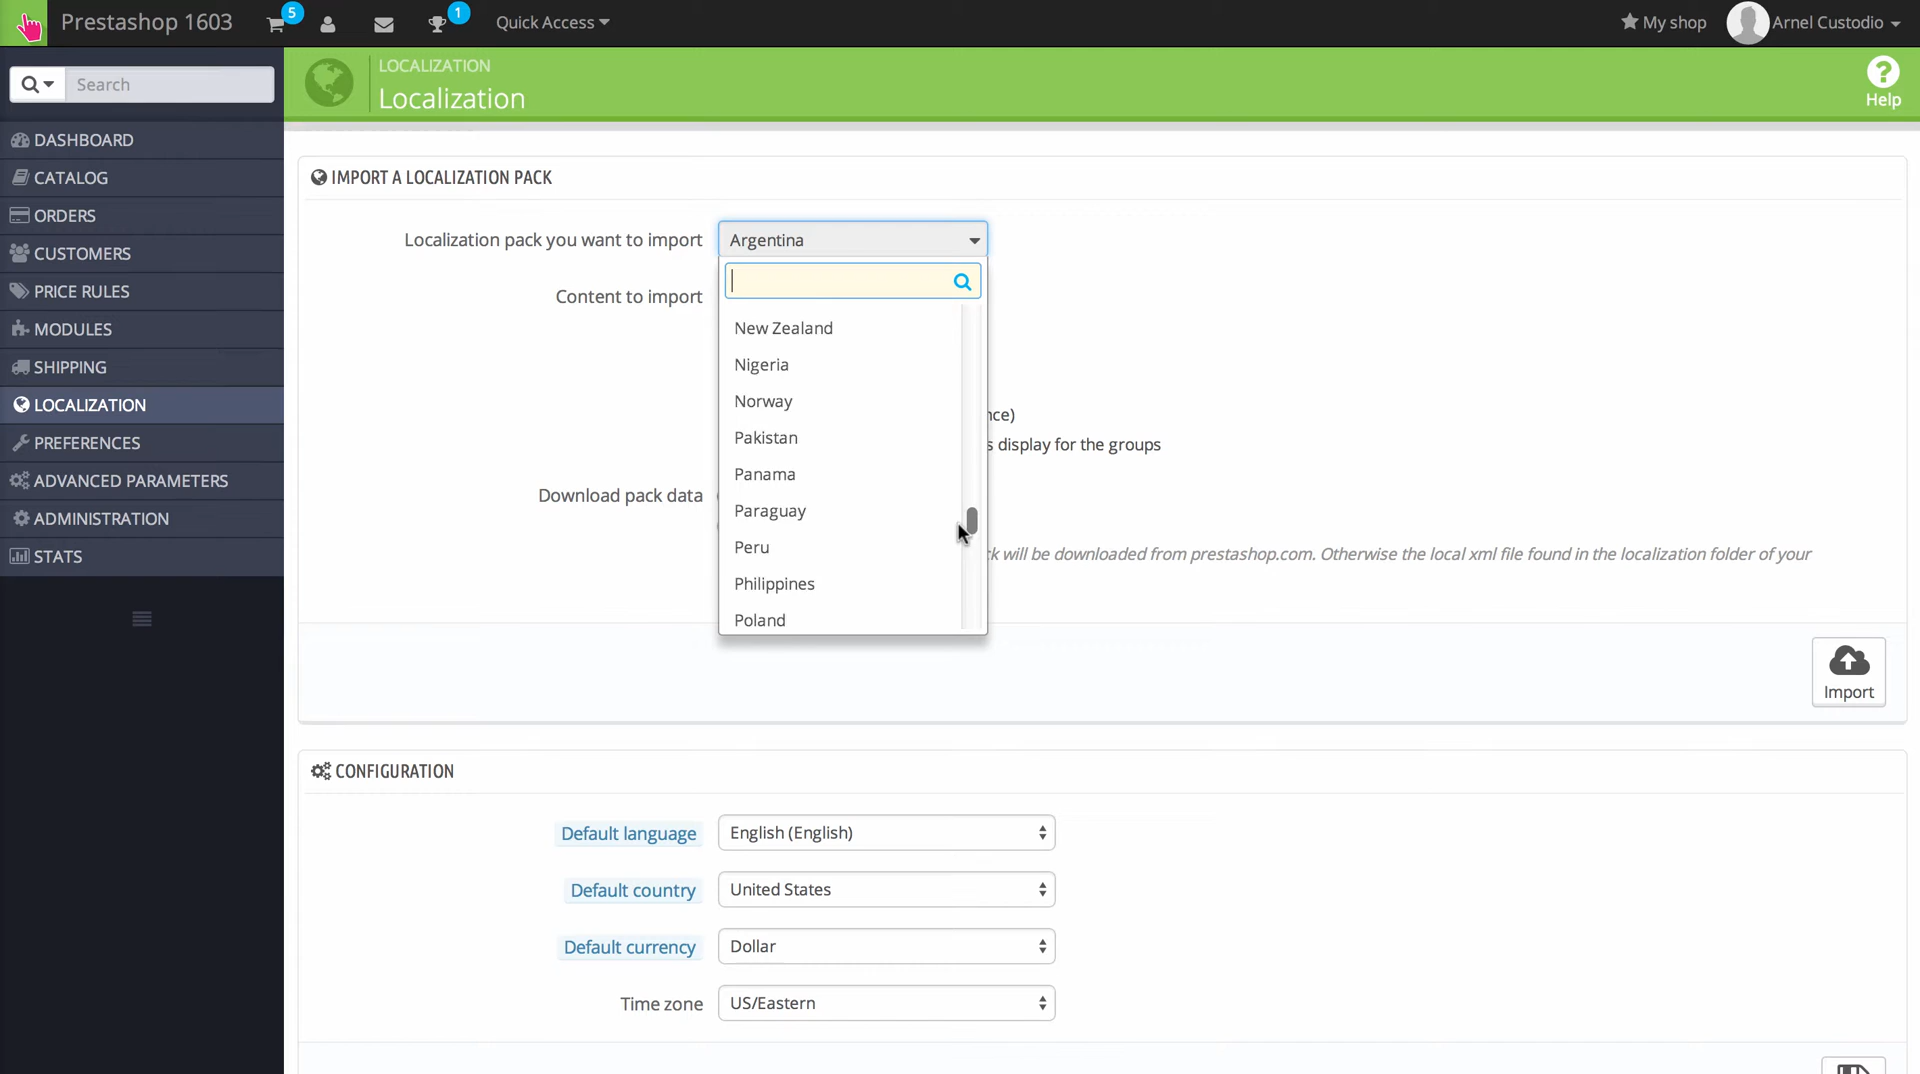 Prestashop 1603
5
1
Quick Access
My shop
Arnel Custodio
Search
LOCALIZATION
Localization
Help
DASHBOARD
CATALOG
ORDERS
CUSTOMERS
PRICE RULES
MODULES
SHIPPING
LOCALIZATION
PREFERENCES
ADVANCED PARAMETERS
ADMINISTRATION
STATS
IMPORT A LOCALIZATION PACK
Localization pack you want to import
Argentina
Content to import
New Zealand
Nigeria
Norway
Pakistan
Panama
Paraguay
Peru
Philippines
Poland
display for the groups
Download pack data
will be downloaded from prestashop.com. Otherwise the local xml file found in the localization folder of your
Import
CONFIGURATION
Default language
English (English)
Default country
United States
Default currency
Dollar
Time zone
US/Eastern